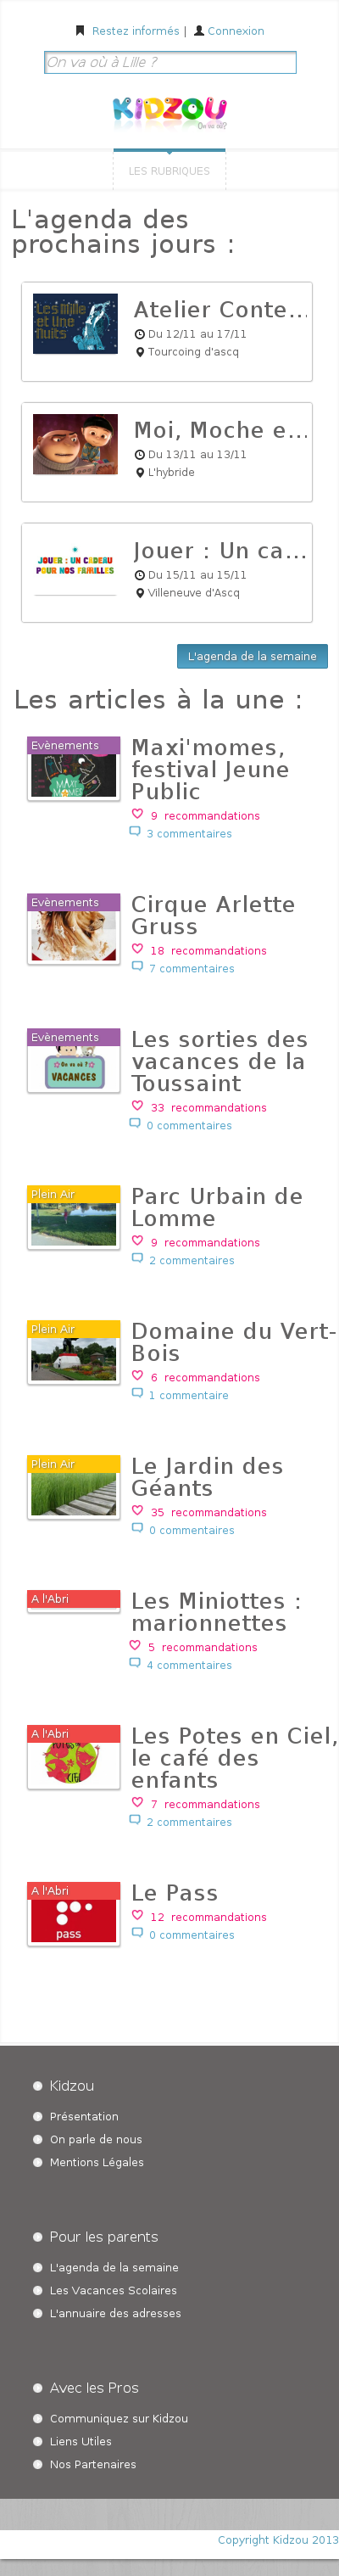 Restez informés | Connexion
On va où à Lille ?
KIDZOU
On va où?
LES RUBRIQUES
L'agenda des
prochains jours :
Les Mille
et Une
Nuits
Atelier Conte...
Du 12/11 au 17/11
Tourcoing d'ascq
Moi, Moche e...
Du 13/11 au 13/11
L'hybride
JOUER : UN CADEAU
POUR NOS FAMILLES
Jouer : Un ca...
Du 15/11 au 15/11
Villeneuve d'Ascq
L'agenda de la semaine
Les articles à la une :
Evènements
MAXI
MOMES
Maxi'momes,
festival Jeune
Public
9 recommandations
3 commentaires
Evènements
Cirque Arlette
Gruss
18 recommandations
7 commentaires
Evènements
On va où ?
VACANCES
Les sorties des
vacances de la
Toussaint
33 recommandations
0 commentaires
Plein Air
Parc Urbain de
Lomme
9 recommandations
2 commentaires
Plein Air
Domaine du Vert-
Bois
6 recommandations
1 commentaire
Plein Air
Le Jardin des
Géants
35 recommandations
0 commentaires
A l'Abri
Les Miniottes :
marionnettes
5 recommandations
4 commentaires
A l'Abri
POTES
CIEL
Les Potes en Ciel,
le café des
enfants
7 recommandations
2 commentaires
A l'Abri
pass
Le Pass
12 recommandations
0 commentaires
Kidzou
Présentation
On parle de nous
Mentions Légales
Pour les parents
L'agenda de la semaine
Les Vacances Scolaires
L'annuaire des adresses
Avec les Pros
Communiquez sur Kidzou
Liens Utiles
Nos Partenaires
Copyright Kidzou 2013